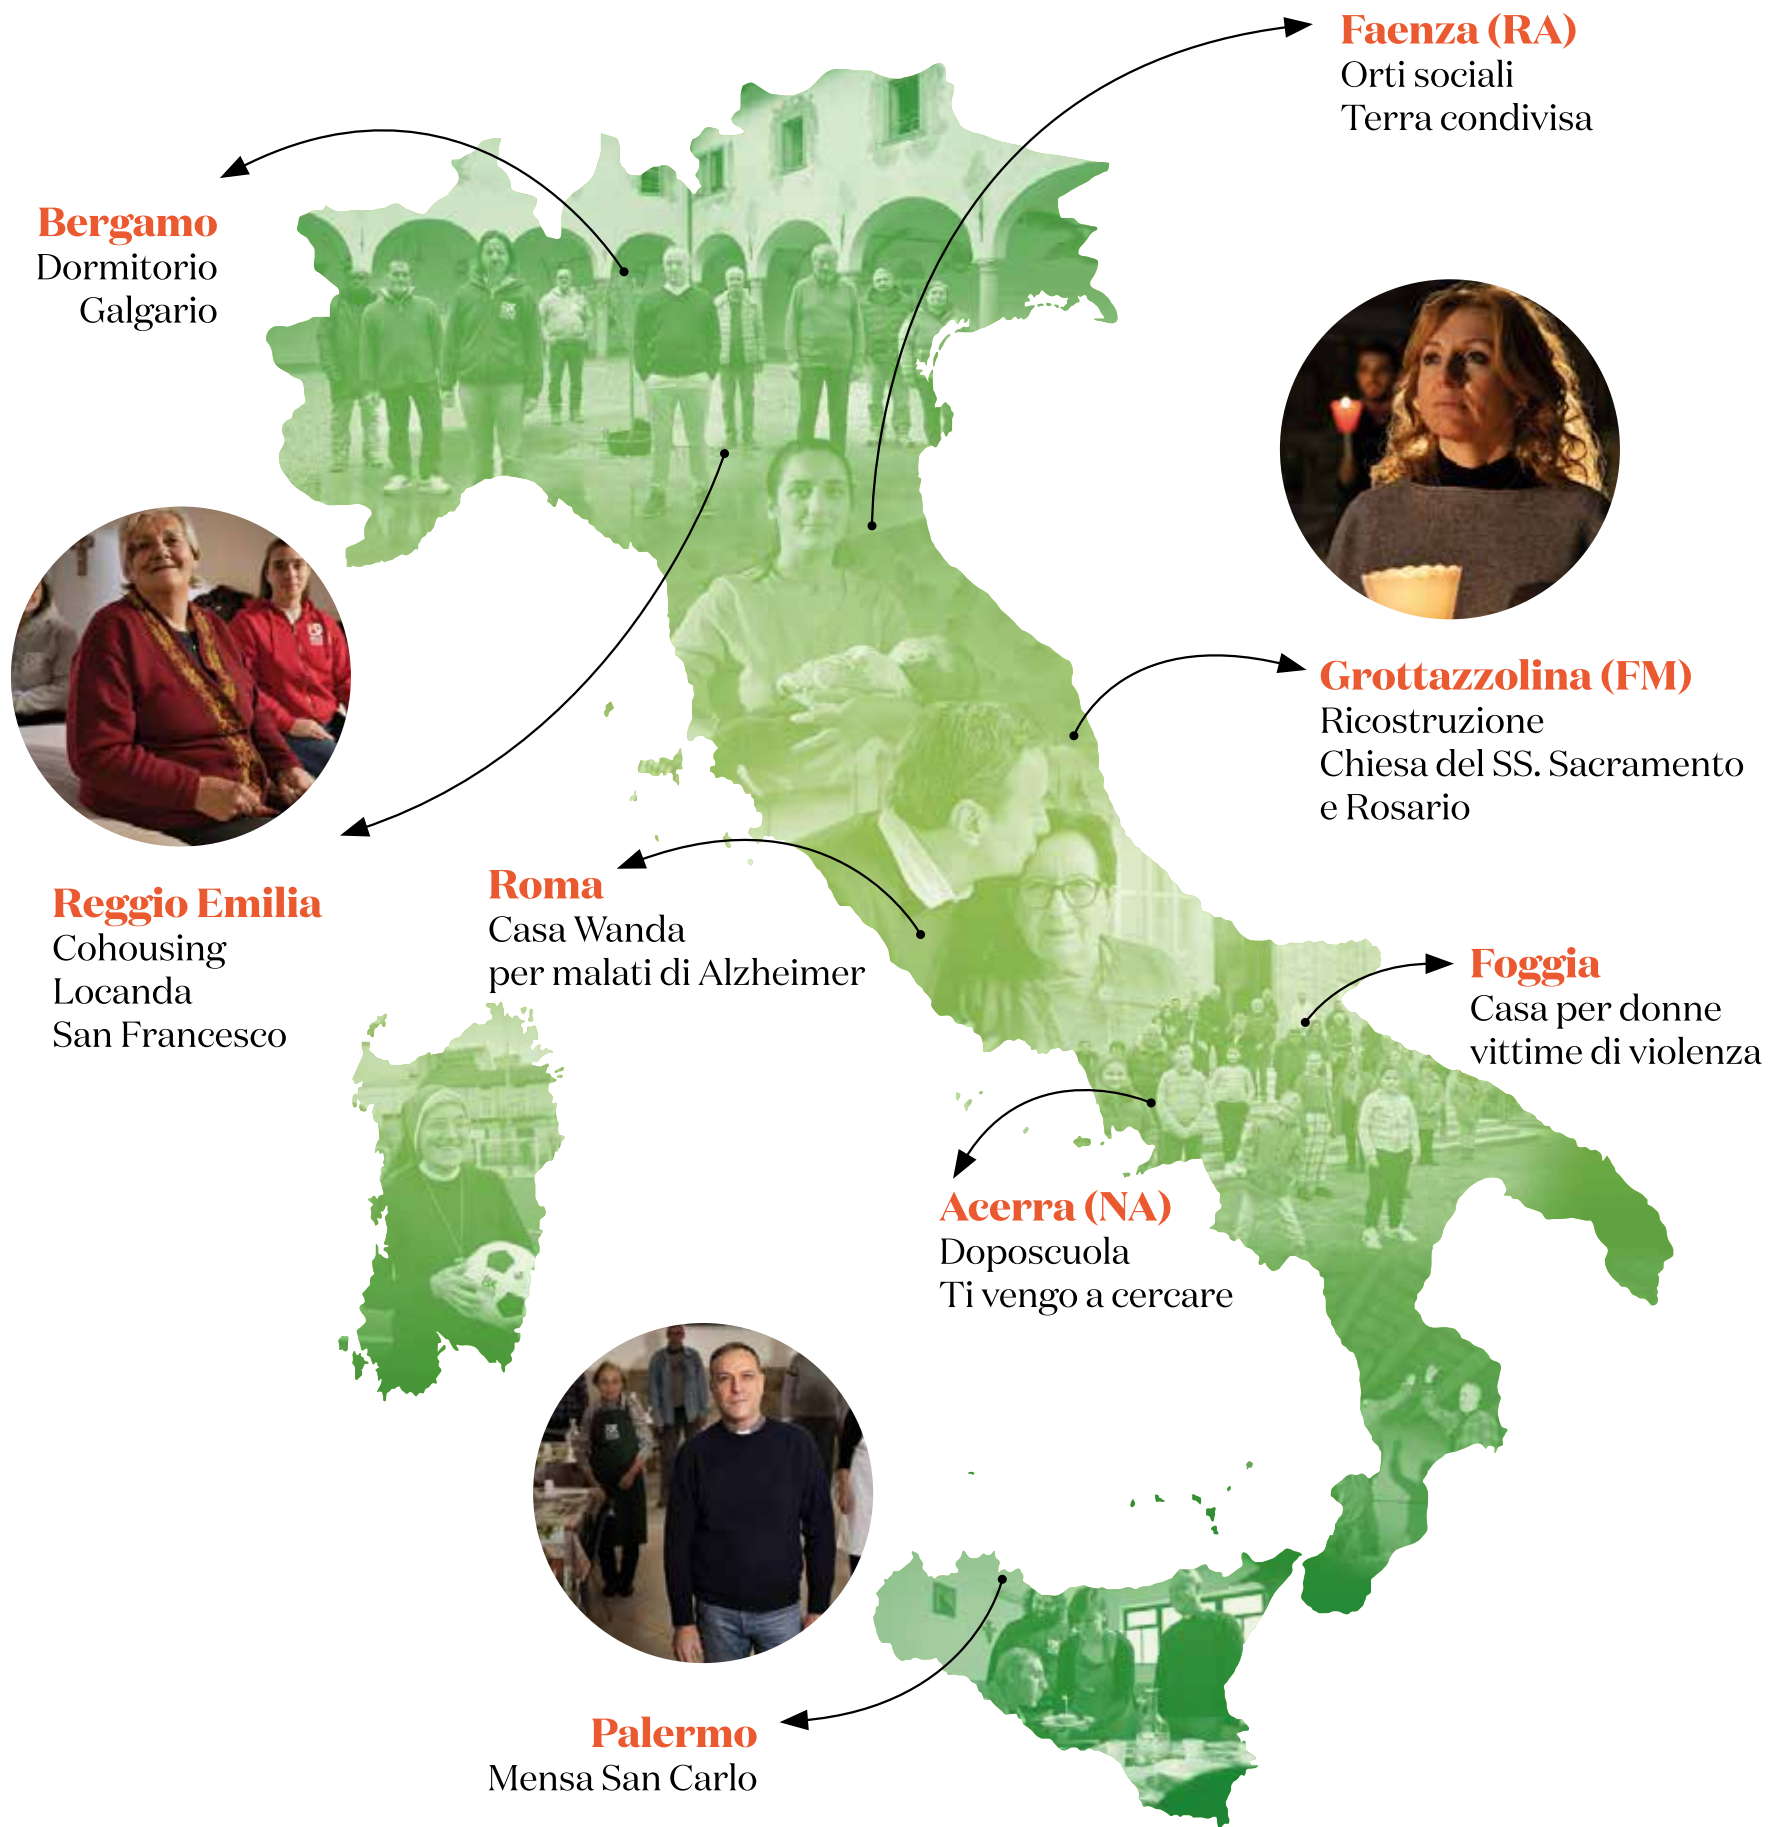 Faenza (RA)
Orti sociali
Terra condivisa
Bergamo
Dormitorio
Galgario
Grottazzolina (FM)
Ricostruzione
Chiesa del SS. Sacramento
e Rosario
Reggio Emilia
Cohousing
Locanda
San Francesco
Roma
Casa Wanda
per malati di Alzheimer
Foggia
Casa per donne
vittime di violenza
Acerra (NA)
Doposcuola
Ti vengo a cercare
Palermo
Mensa San Carlo